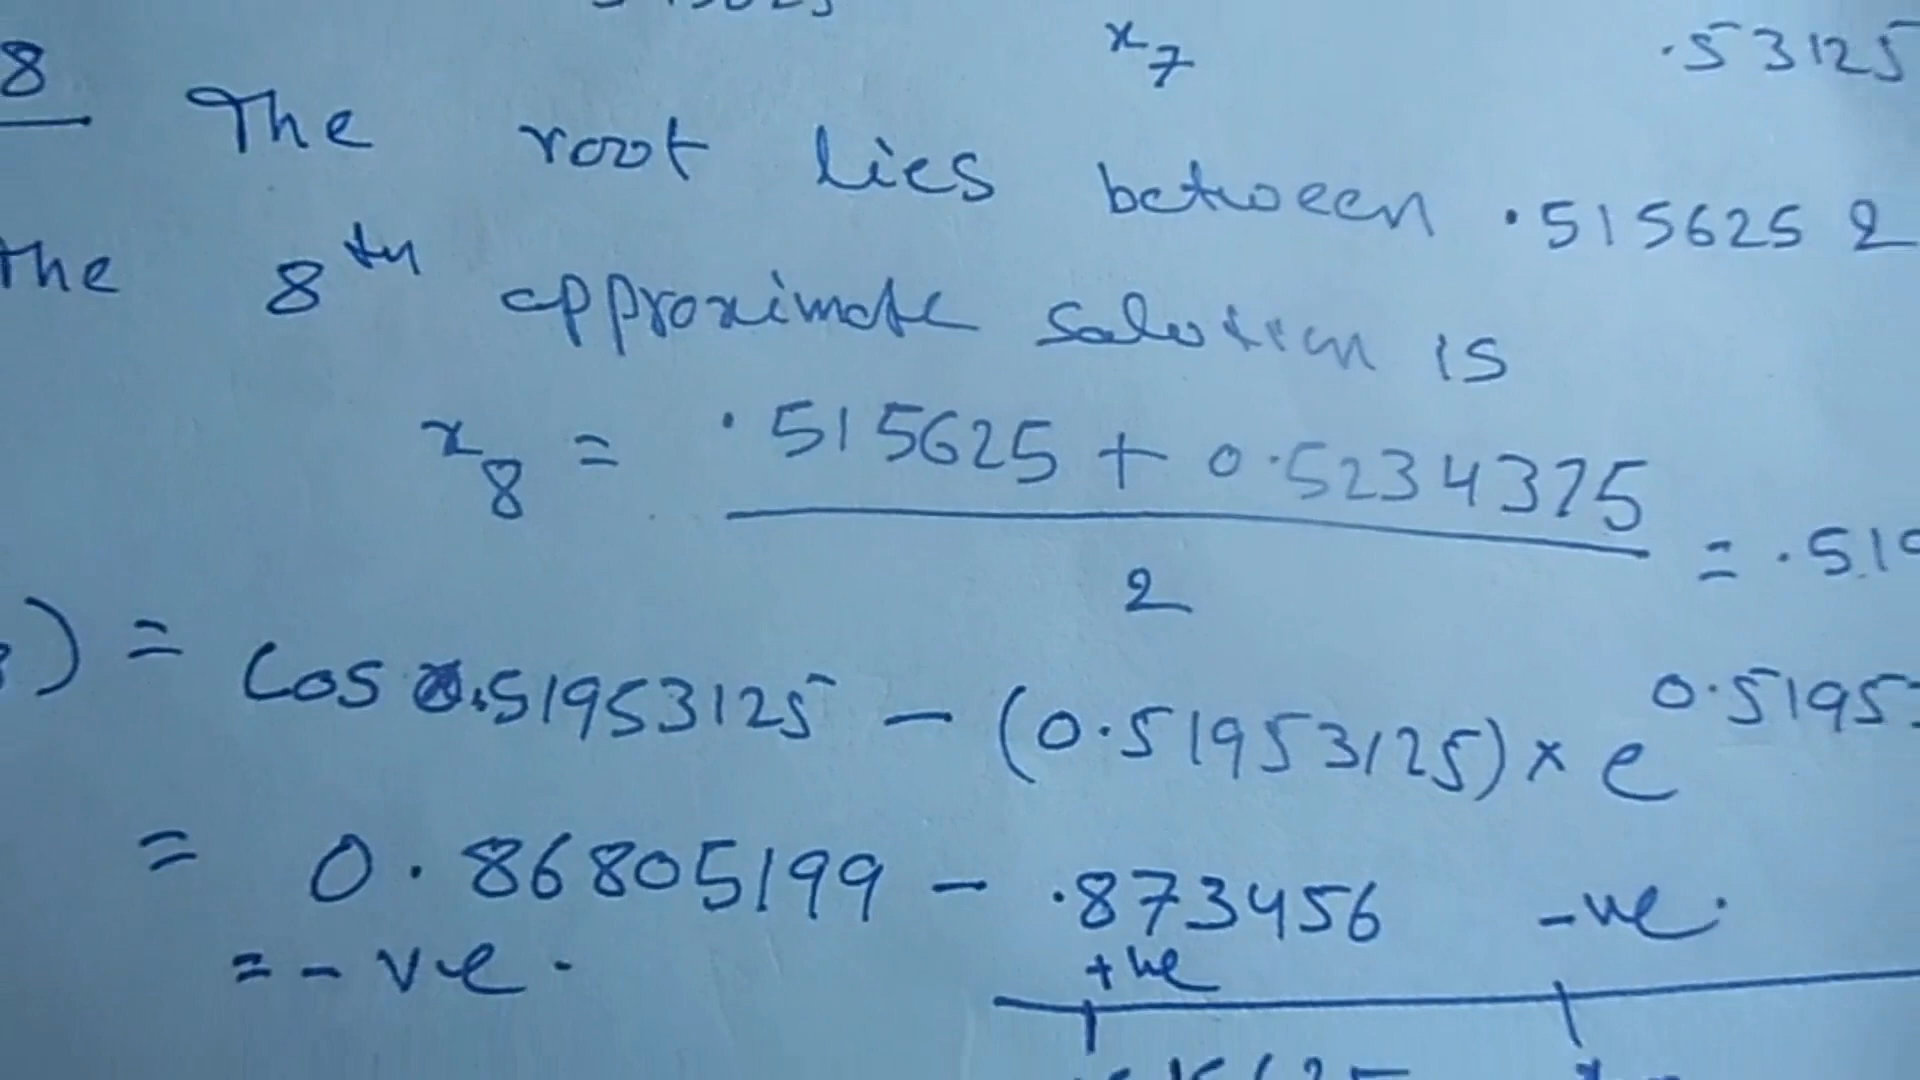 x7 .53125
8 The root lies between .515625 &
the 8th approximate solution is
x8 = .515625 + 0.5234375 / 2 = .519
) = Cos 0.51953125 - (0.51953125) x e^0.5195
= 0.86805199 - .873456 -ve.
= - ve. +ve